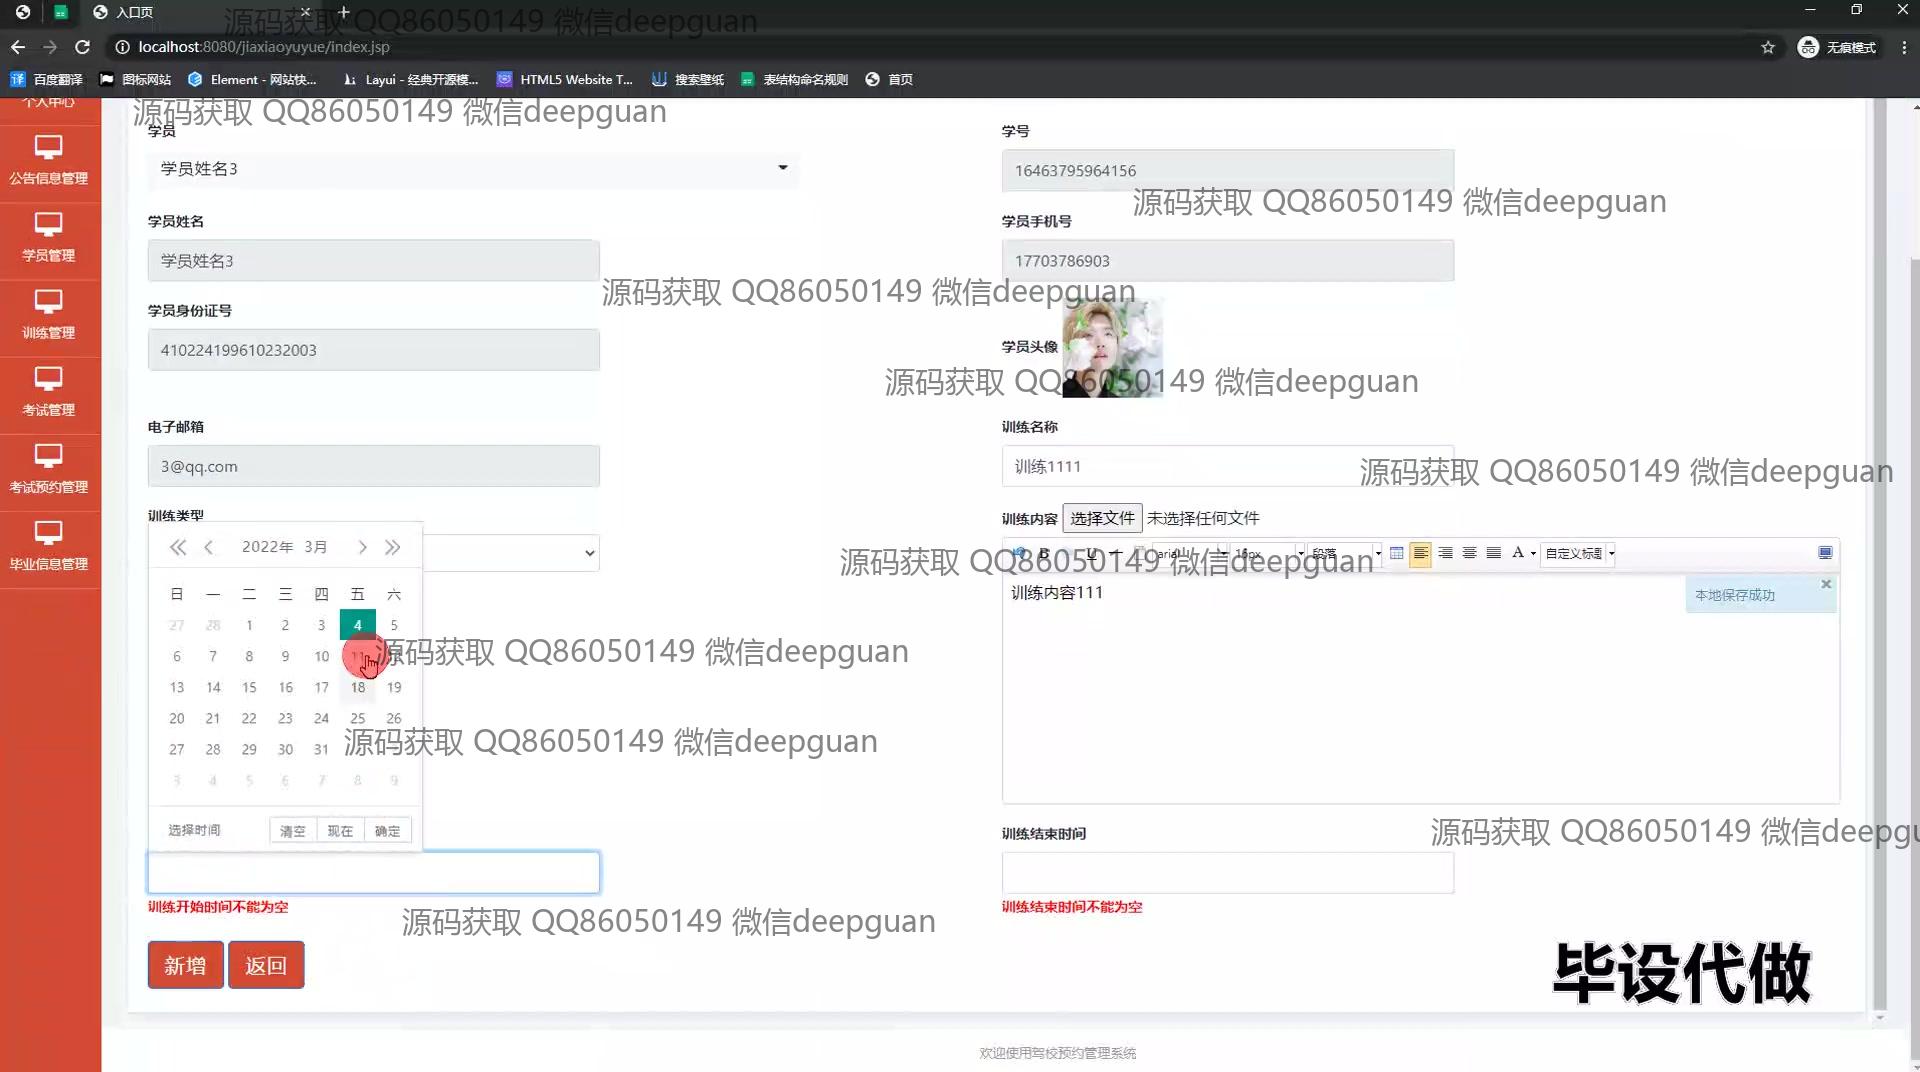 入口页
源码获取 QQ86050149 微信deepguan
localhost:8080/jiaxiaoyuyue/index.jsp
无痕模式
百度翻译
图标网站
Element - 网站快...
Layui - 经典开源模...
HTML5 Website T...
搜索壁纸
表结构命名规则
首页
个人中心
源码获取 QQ86050149 微信deepguan
学员
学号
学员姓名3
16463795964156
公告信息管理
源码获取 QQ86050149 微信deepguan
学员姓名
学员手机号
学员管理
学员姓名3
17703786903
源码获取 QQ86050149 微信deepguan
学员身份证号
训练管理
学员头像
410224199610232003
源码获取 QQ86050149 微信deepguan
考试管理
电子邮箱
训练名称
3@qq.com
训练1111
源码获取 QQ86050149 微信deepguan
考试预约管理
训练类型
训练内容 选择文件 未选择任何文件
2022年 3月
B U arial 16px 段落 A 自定义标题
源码获取 QQ86050149 微信deepguan
毕业信息管理
日 一 二 三 四 五 六
训练内容111
本地保存成功
27 28 1 2 3 4 5
6 7 8 9 10 11
源码获取 QQ86050149 微信deepguan
13 14 15 16 17 18 19
20 21 22 23 24 25 26
27 28 29 30 31
源码获取 QQ86050149 微信deepguan
3 4 5 6 7 8 9
选择时间 清空 现在 确定
训练结束时间
源码获取 QQ86050149 微信deepgu
训练开始时间不能为空
训练结束时间不能为空
源码获取 QQ86050149 微信deepguan
新增 返回
毕设代做
欢迎使用驾校预约管理系统